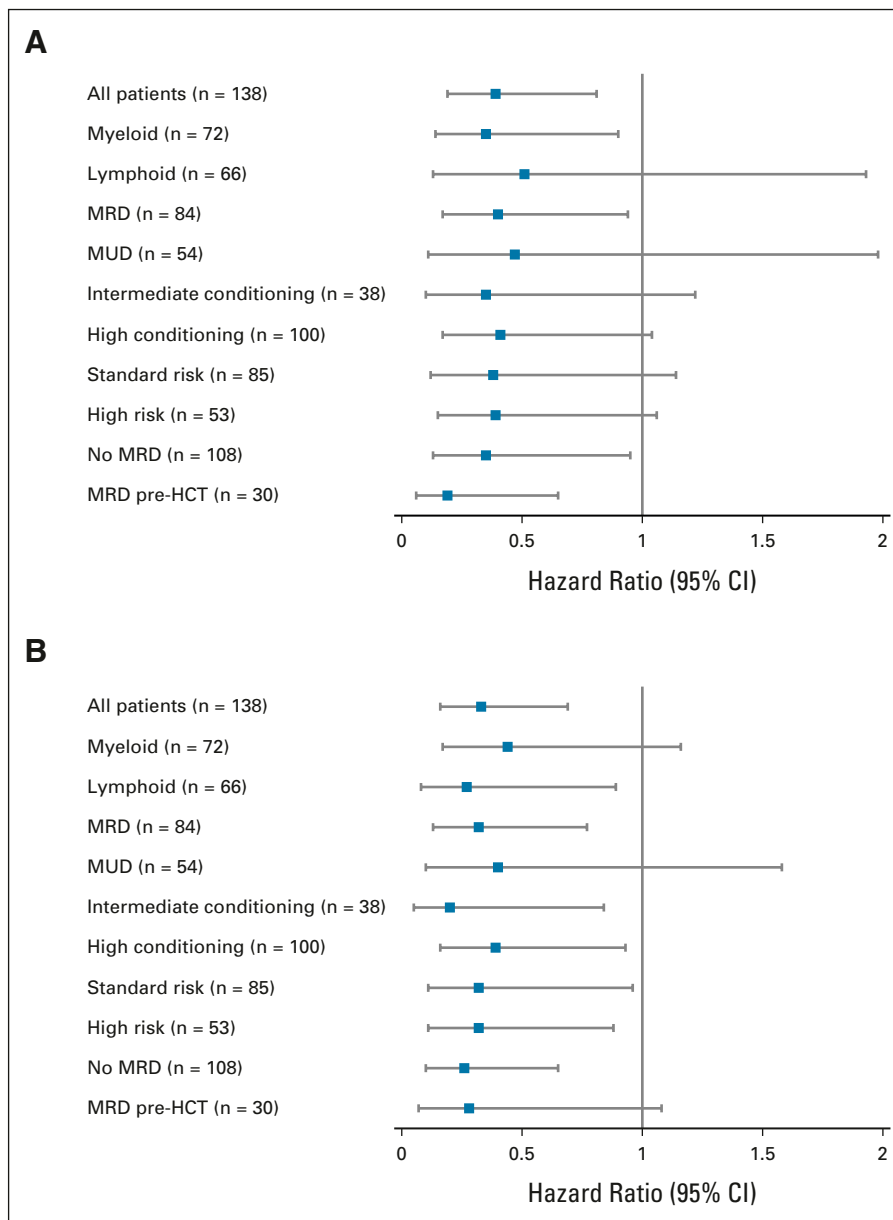 A
All patients (n = 138)
Myeloid (n = 72)
Lymphoid (n = 66)
MRD (n = 84)
MUD (n = 54)
Intermediate conditioning (n = 38)
High conditioning (n = 100)
Standard risk (n = 85)
High risk (n = 53)
No MRD (n = 108)
MRD pre-HCT (n = 30)
0 0.5 1 1.5 2
Hazard Ratio (95% CI)
B
All patients (n = 138)
Myeloid (n = 72)
Lymphoid (n = 66)
MRD (n = 84)
MUD (n = 54)
Intermediate conditioning (n = 38)
High conditioning (n = 100)
Standard risk (n = 85)
High risk (n = 53)
No MRD (n = 108)
MRD pre-HCT (n = 30)
0 0.5 1 1.5 2
Hazard Ratio (95% CI)